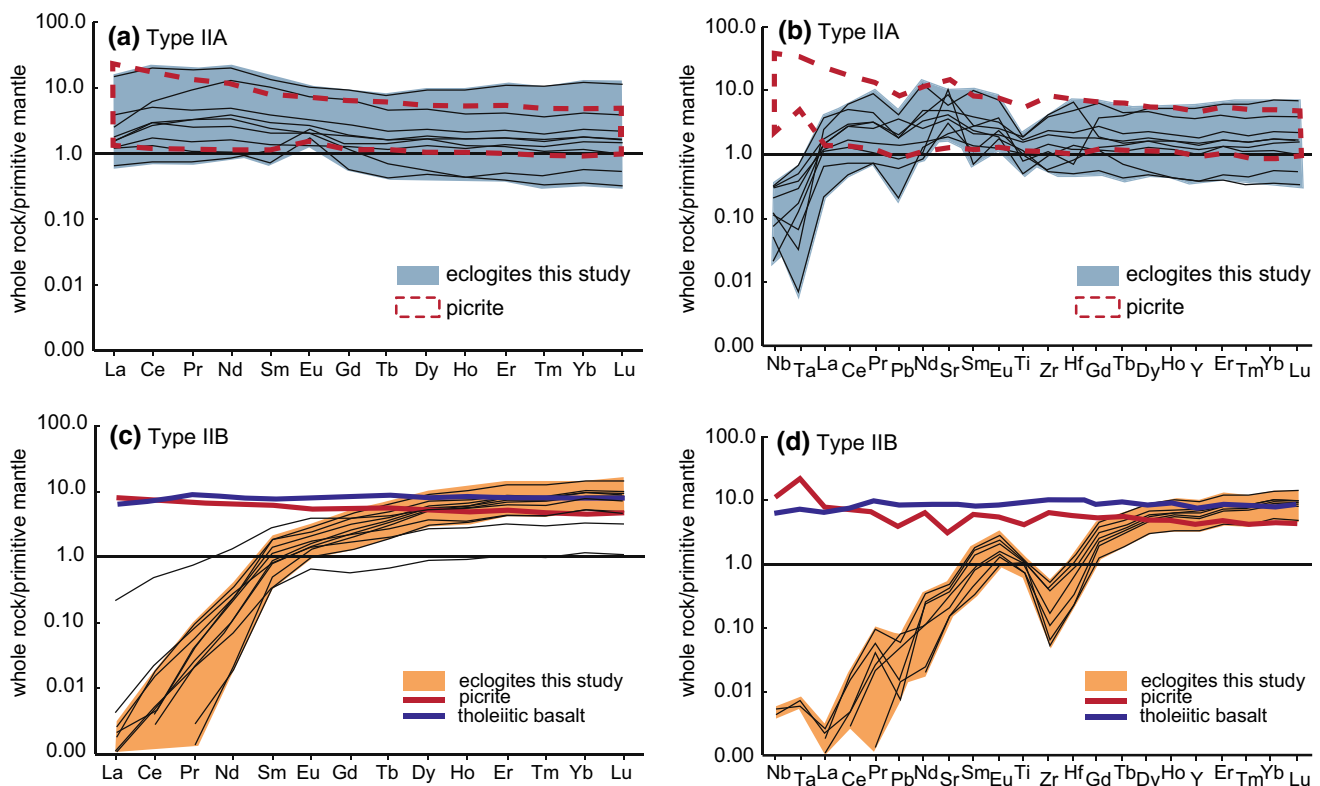 (a) Type IIA
whole rock/primitive mantle
100.0
10.0
1.0
0.10
0.01
0.00
eclogites this study
picrite
La Ce Pr Nd Sm Eu Gd Tb Dy Ho Er Tm Yb Lu
(b) Type IIA
whole rock/primitive mantle
100.0
10.0
1.0
0.10
0.01
0.00
eclogites this study
picrite
Nb Ta La Ce Pr Pb Nd Sr Sm Eu Ti Zr Hf Gd Tb Dy Ho Y Er Tm Yb Lu
(c) Type IIB
whole rock/primitive mantle
100.0
10.0
1.0
0.10
0.01
0.00
eclogites this study
picrite
tholeiitic basalt
La Ce Pr Nd Sm Eu Gd Tb Dy Ho Er Tm Yb Lu
(d) Type IIB
whole rock/primitive mantle
100.0
10.0
1.0
0.10
0.01
0.00
eclogites this study
picrite
tholeiitic basalt
Nb Ta La Ce Pr Pb Nd Sr Sm Eu Ti Zr Hf Gd Tb Dy Ho Y Er Tm Yb Lu